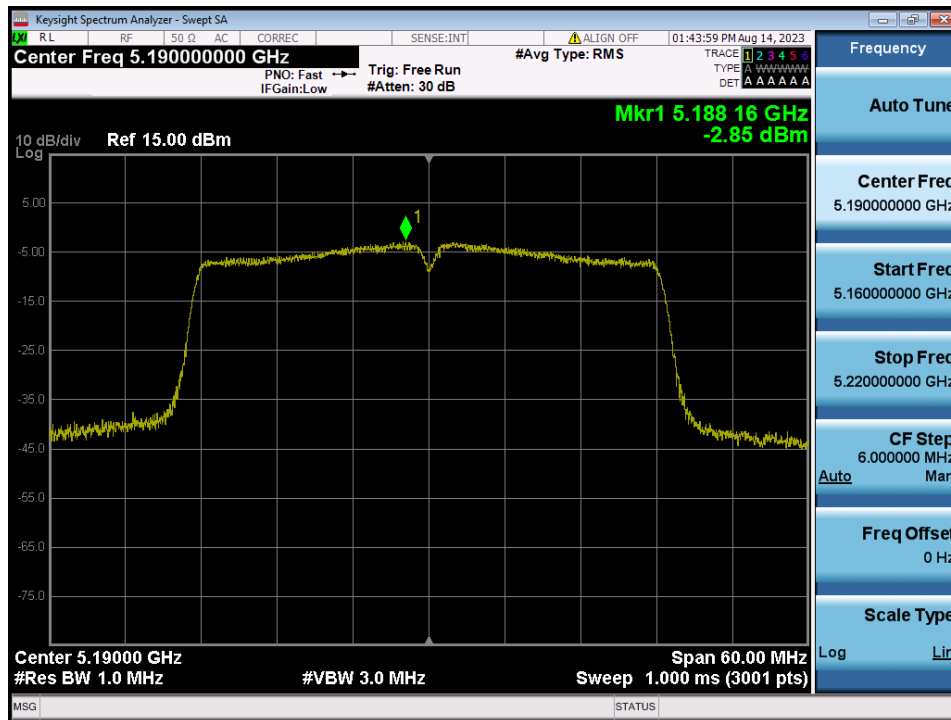 Keysight Spectrum Analyzer - Swept SA
LXI RL RF 50 Ω AC CORREC SENSE:INT ALIGN OFF 01:43:59 PM Aug 14, 2023
Center Freq 5.190000000 GHz
PNO: Fast
IFGain:Low
Trig: Free Run
#Atten: 30 dB
#Avg Type: RMS
TRACE 1 2 3 4 5 6
TYPE A WWWWW
DET A A A A A A
Mkr1 5.188 16 GHz
-2.85 dBm
10 dB/div Ref 15.00 dBm
Log
1
5.00
-5.00
-15.0
-25.0
-35.0
-45.0
-55.0
-65.0
-75.0
Center 5.19000 GHz Span 60.00 MHz
#Res BW 1.0 MHz #VBW 3.0 MHz Sweep 1.000 ms (3001 pts)
MSG STATUS
Frequency
Auto Tune
Center Freq
5.190000000 GHz
Start Freq
5.160000000 GHz
Stop Freq
5.220000000 GHz
CF Step
6.000000 MHz
Auto Man
Freq Offset
0 Hz
Scale Type
Log Lin